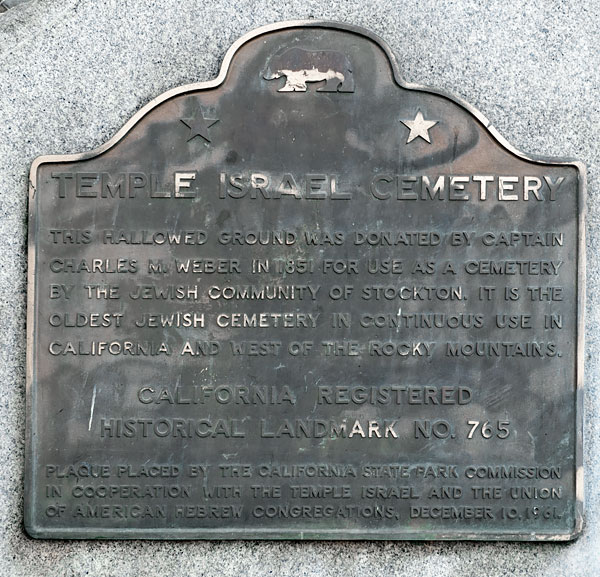 TEMPLE ISRAEL CEMETERY
THIS HALLOWED GROUND WAS DONATED BY CAPTAIN
CHARLES M. WEBER IN 1851 FOR USE AS A CEMETERY
BY THE JEWISH COMMUNITY OF STOCKTON. IT IS THE
OLDEST JEWISH CEMETERY IN CONTINUOUS USE IN
CALIFORNIA AND WEST OF THE ROCKY MOUNTAINS.
CALIFORNIA REGISTERED
HISTORICAL LANDMARK NO. 765
PLAQUE PLACED BY THE CALIFORNIA STATE PARK COMMISSION
IN COOPERATION WITH THE TEMPLE ISRAEL AND THE UNION
OF AMERICAN HEBREW CONGREGATIONS, DECEMBER 10, 1961.